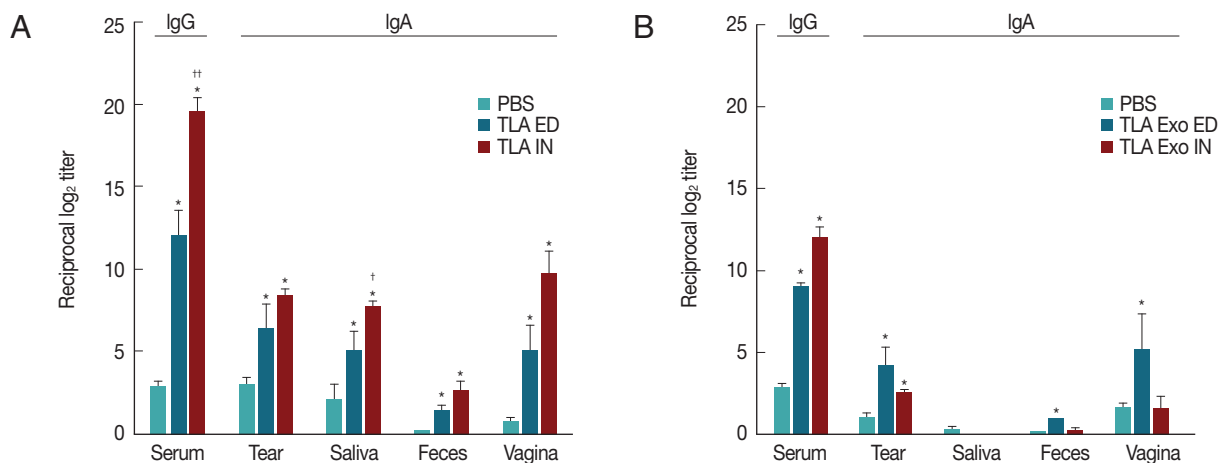 A
IgG
IgA
Reciprocal log₂ titer
25
20
15
10
5
0
PBS
TLA ED
TLA IN
††
*
*
*
*
†
*
*
*
*
*
*
Serum
Tear
Saliva
Feces
Vagina
B
IgG
IgA
Reciprocal log₂ titer
25
20
15
10
5
0
PBS
TLA Exo ED
TLA Exo IN
*
*
*
*
*
*
Serum
Tear
Saliva
Feces
Vagina